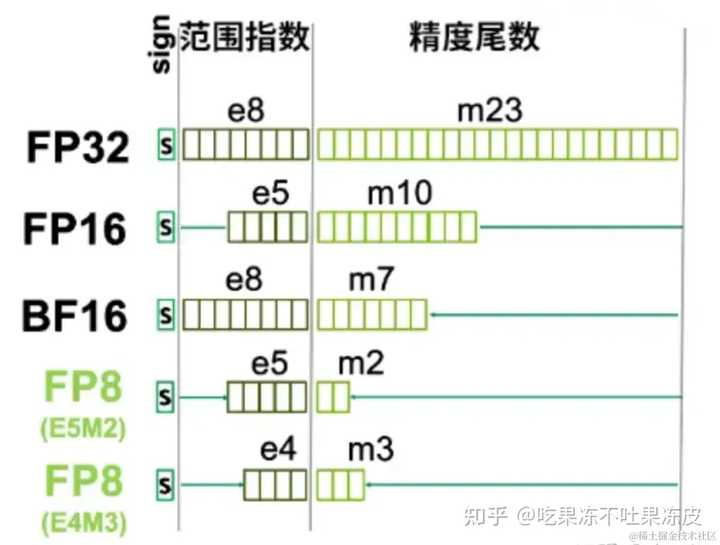 sign 范围指数 精度尾数
e8 m23
FP32 S
e5 m10
FP16 S
e8 m7
BF16 S
e5 m2
FP8 S
(E5M2)
e4 m3
FP8 S
(E4M3)
知乎 @吃果冻不吐果冻皮
@稀土掘金技术社区